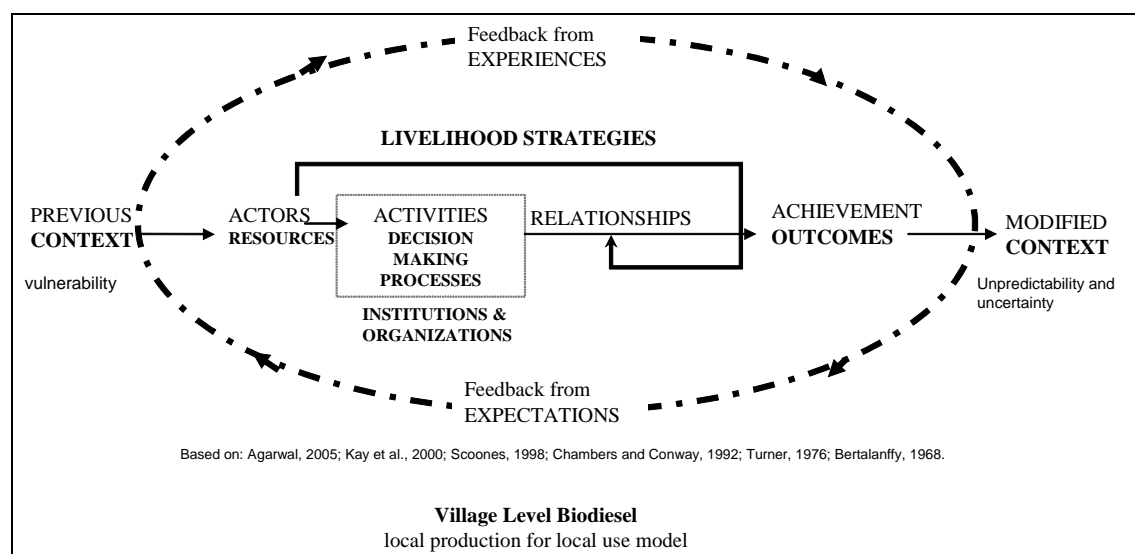 Feedback from
EXPERIENCES
LIVELIHOOD STRATEGIES
PREVIOUS
CONTEXT
vulnerability
ACTORS
RESOURCES
ACTIVITIES
DECISION
MAKING
PROCESSES
INSTITUTIONS &
ORGANIZATIONS
RELATIONSHIPS
ACHIEVEMENT
OUTCOMES
MODIFIED
CONTEXT
Unpredictability and
uncertainty
Feedback from
EXPECTATIONS
Based on: Agarwal, 2005; Kay et al., 2000; Scoones, 1998; Chambers and Conway, 1992; Turner, 1976; Bertalanffy, 1968.
Village Level Biodiesel
local production for local use model